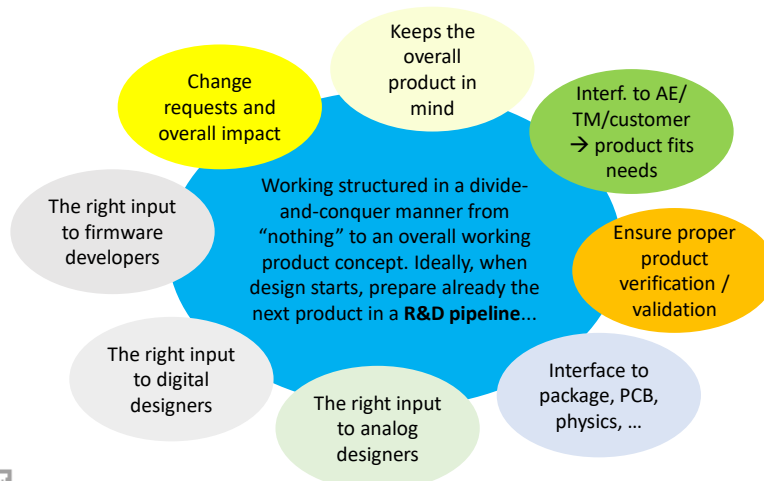 Keeps the
overall
product in
mind
Change
requests and
overall impact
Interf. to AE/
TM/customer
→ product fits
needs
Working structured in a divide-
and-conquer manner from
“nothing” to an overall working
product concept. Ideally, when
design starts, prepare already the
next product in a R&D pipeline...
The right input
to firmware
developers
Ensure proper
product
verification /
validation
The right input
to digital
designers
Interface to
package, PCB,
physics, …
The right input
to analog
designers